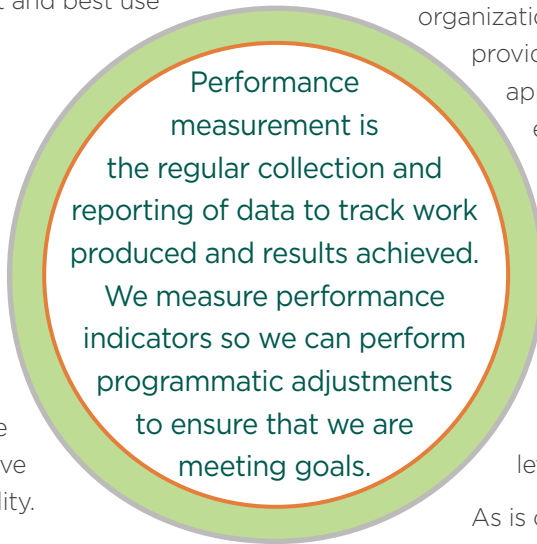 and best use
organizatio
provid
app
e
Performance
measurement is
the regular collection and
reporting of data to track work
produced and results achieved.
We measure performance
indicators so we can perform
programmatic adjustments
to ensure that we are
meeting goals.
e
ve
lity.
le
As is